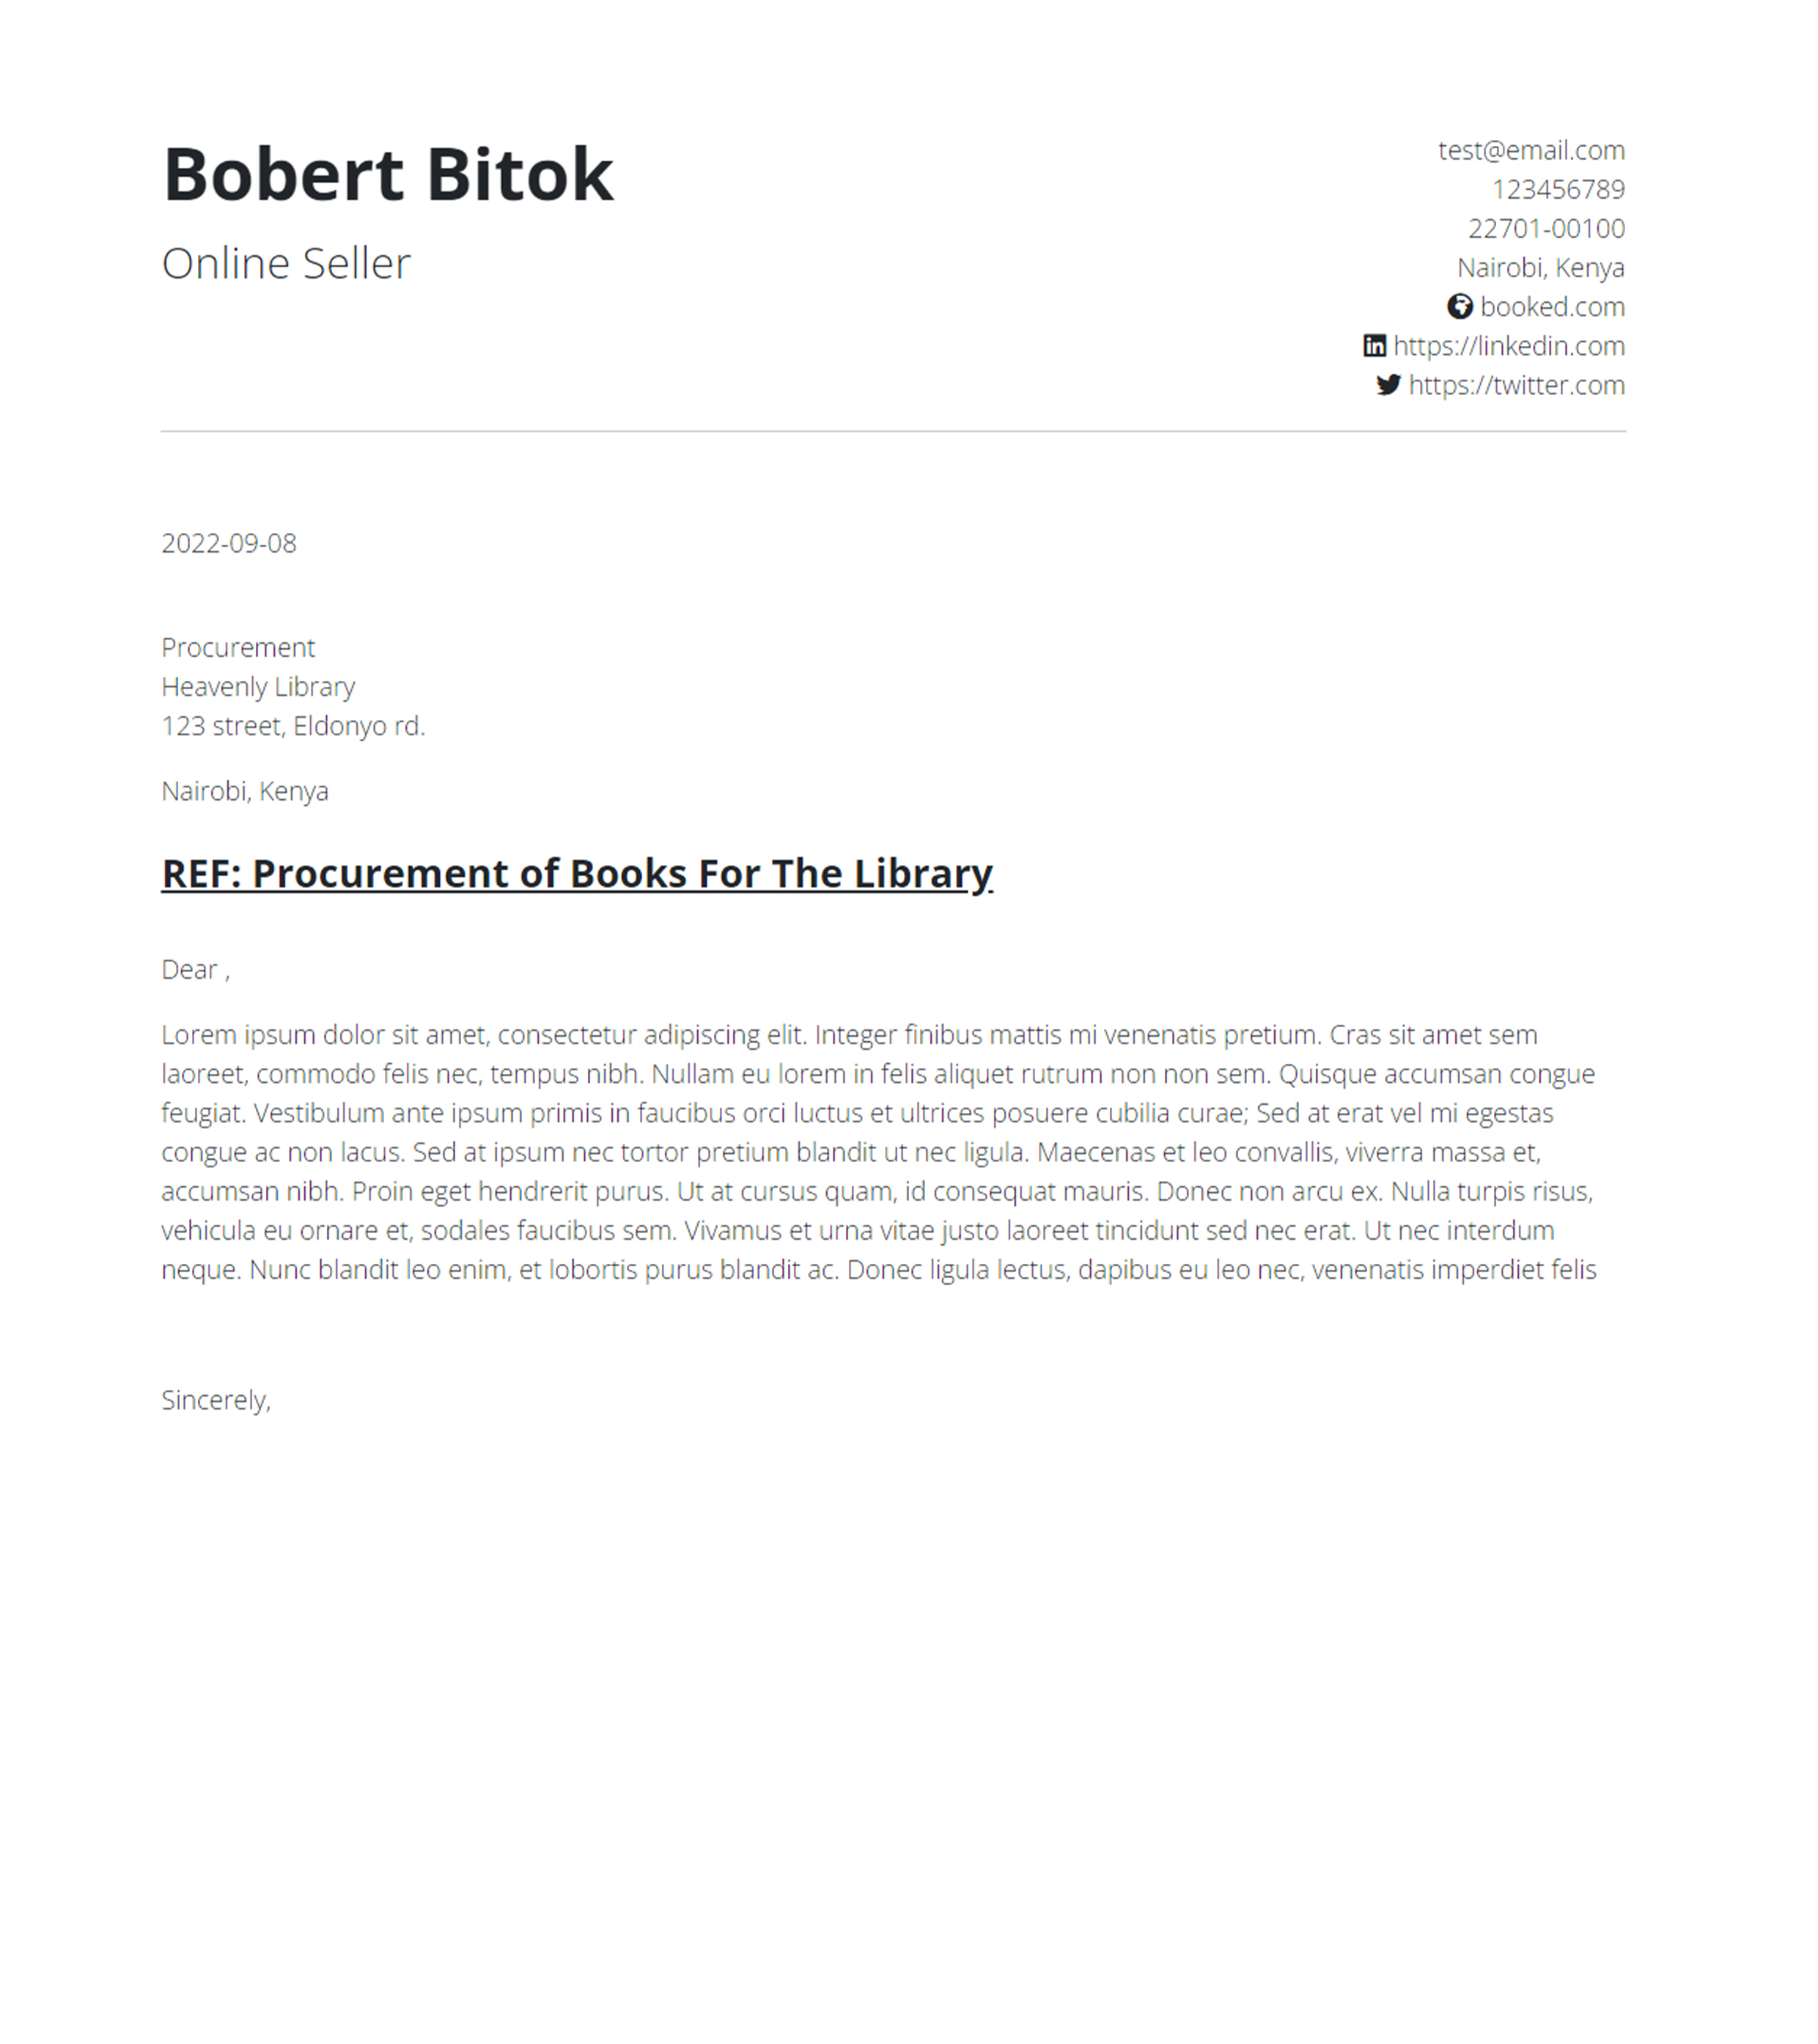 Bobert Bitok
Online Seller
test@email.com
123456789
22701-00100
Nairobi, Kenya
booked.com
https://linkedin.com
https://twitter.com
2022-09-08
Procurement
Heavenly Library
123 street, Eldonyo rd.
Nairobi, Kenya
REF: Procurement of Books For The Library
Dear ,
Lorem ipsum dolor sit amet, consectetur adipiscing elit. Integer finibus mattis mi venenatis pretium. Cras sit amet sem
laoreet, commodo felis nec, tempus nibh. Nullam eu lorem in felis aliquet rutrum non non sem. Quisque accumsan congue
feugiat. Vestibulum ante ipsum primis in faucibus orci luctus et ultrices posuere cubilia curae; Sed at erat vel mi egestas
congue ac non lacus. Sed at ipsum nec tortor pretium blandit ut nec ligula. Maecenas et leo convallis, viverra massa et,
accumsan nibh. Proin eget hendrerit purus. Ut at cursus quam, id consequat mauris. Donec non arcu ex. Nulla turpis risus,
vehicula eu ornare et, sodales faucibus sem. Vivamus et urna vitae justo laoreet tincidunt sed nec erat. Ut nec interdum
neque. Nunc blandit leo enim, et lobortis purus blandit ac. Donec ligula lectus, dapibus eu leo nec, venenatis imperdiet felis
Sincerely,